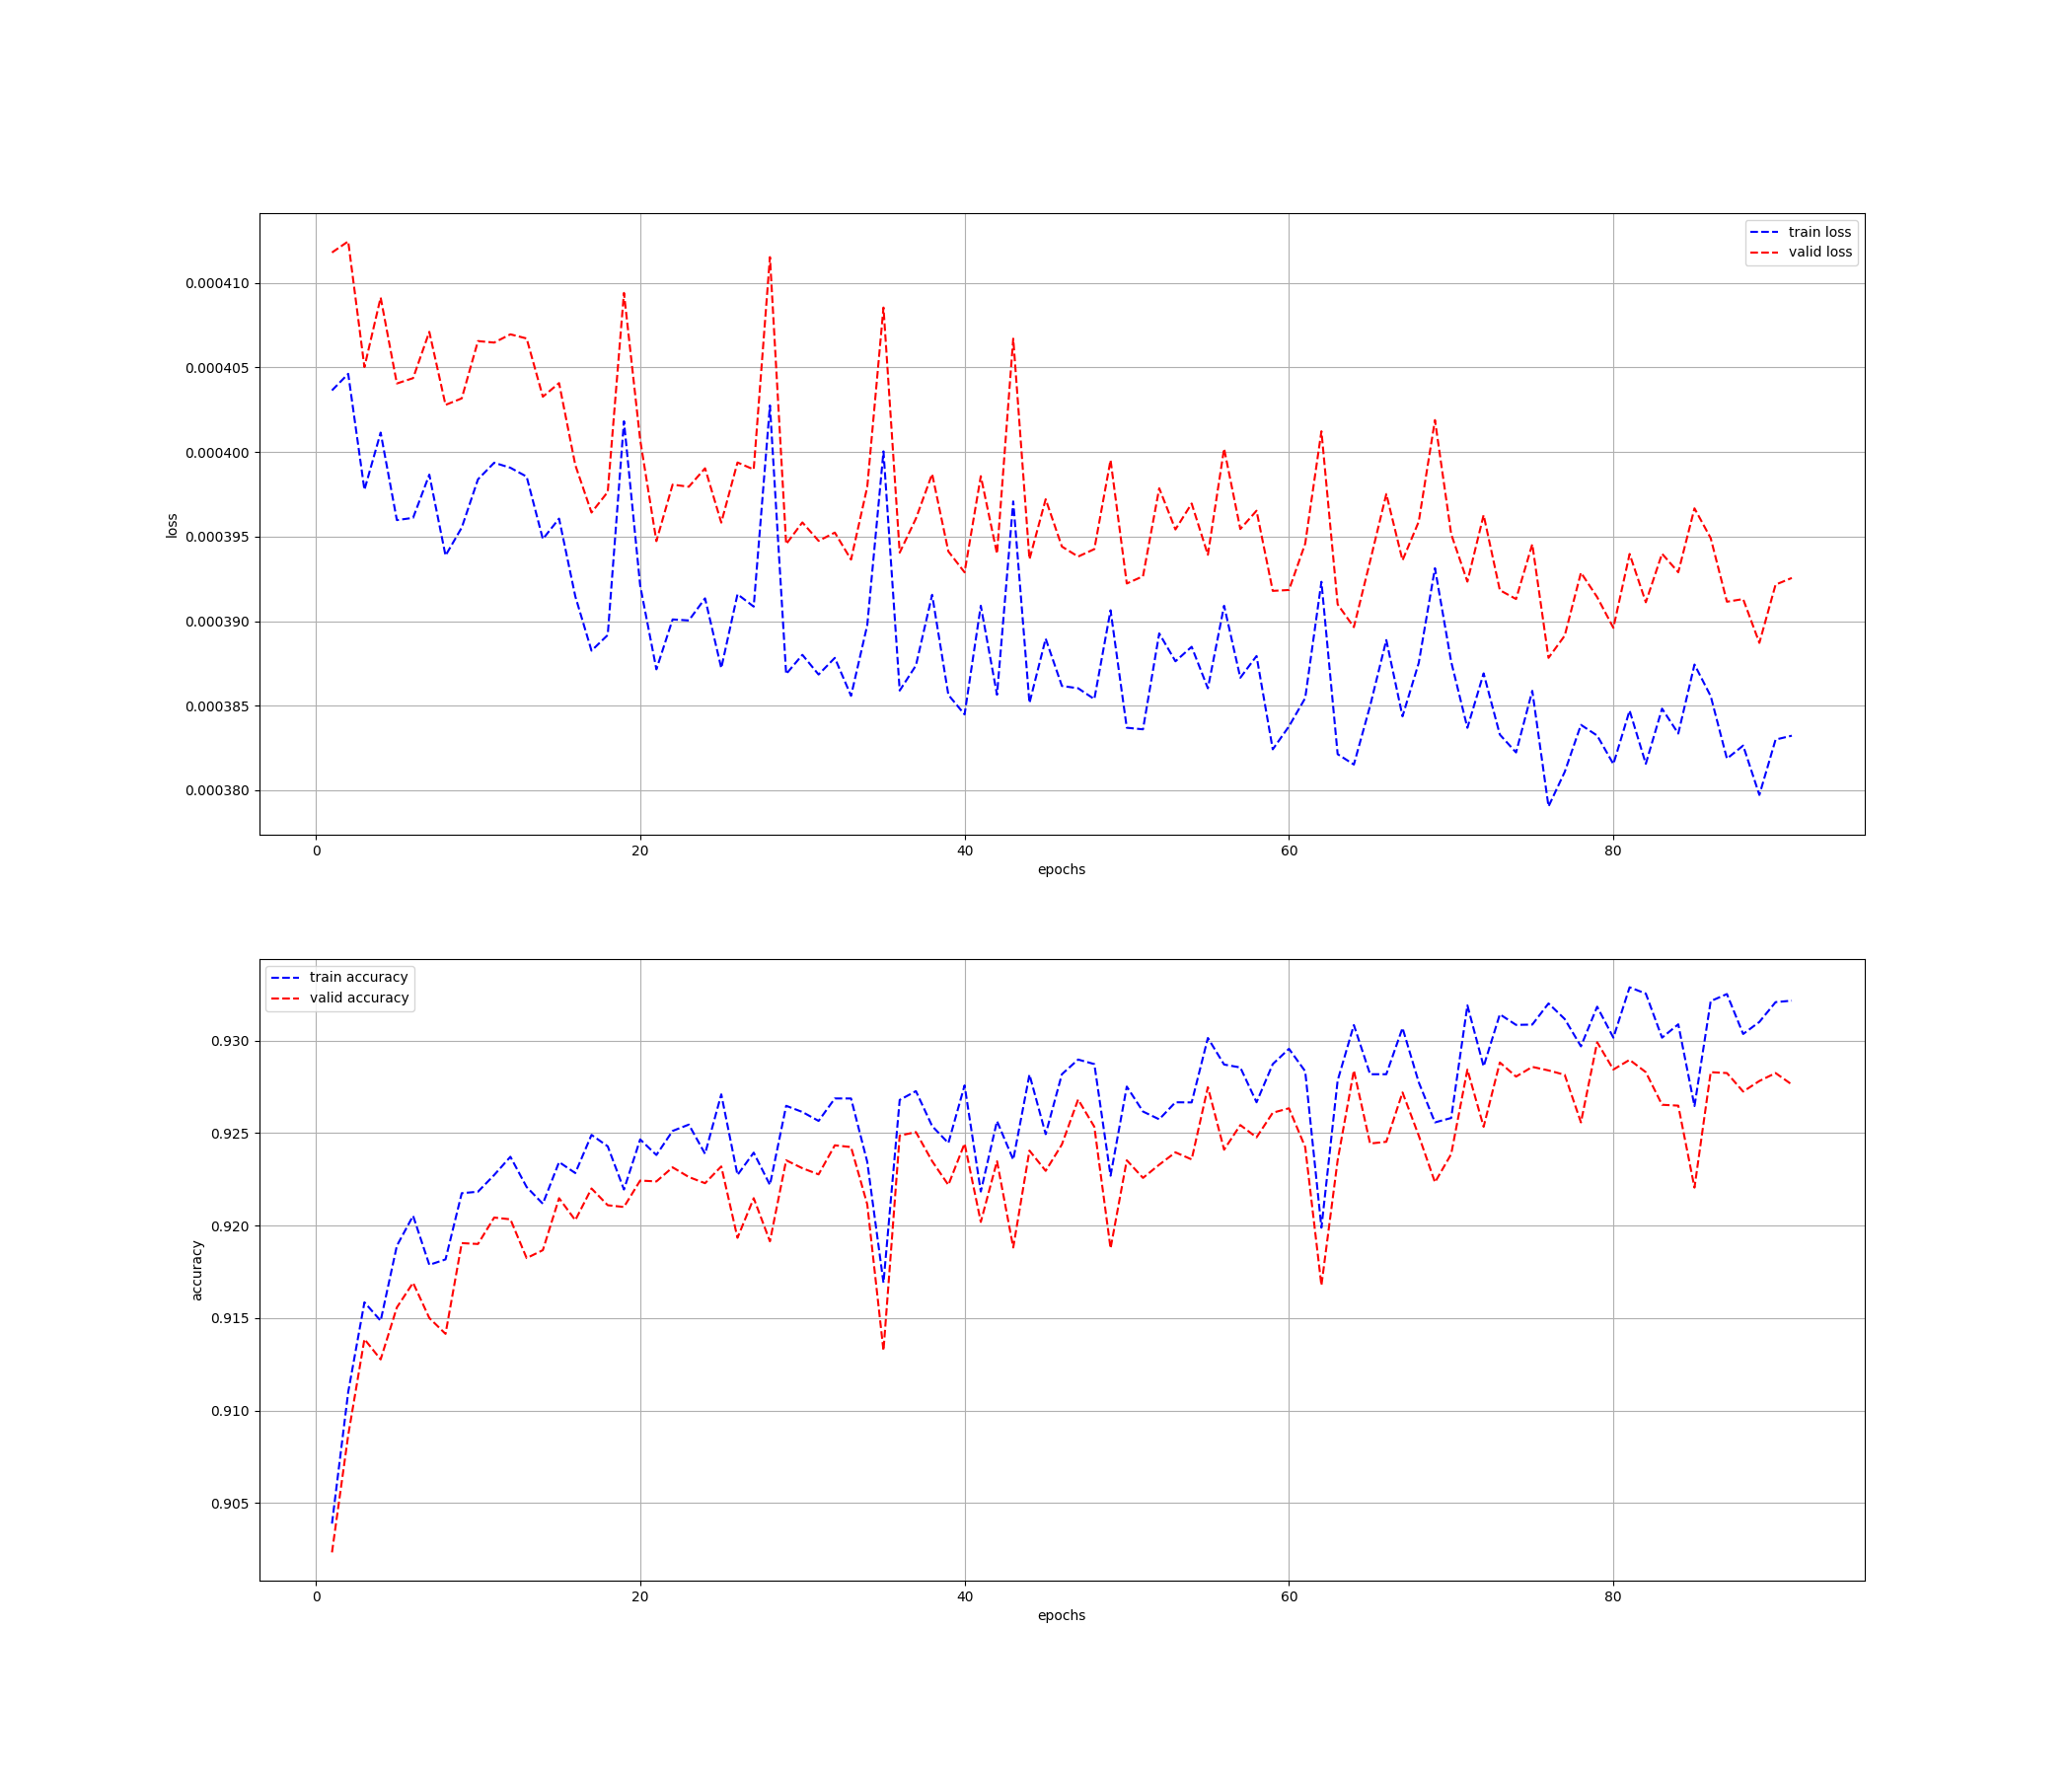 train loss
valid loss
0.000410
0.000405
0.000400
0.000395
0.000390
0.000385
0.000380
loss
0 20 40 60 80
epochs
train accuracy
valid accuracy
0.930
0.925
0.920
0.915
0.910
0.905
accuracy
0 20 40 60 80
epochs